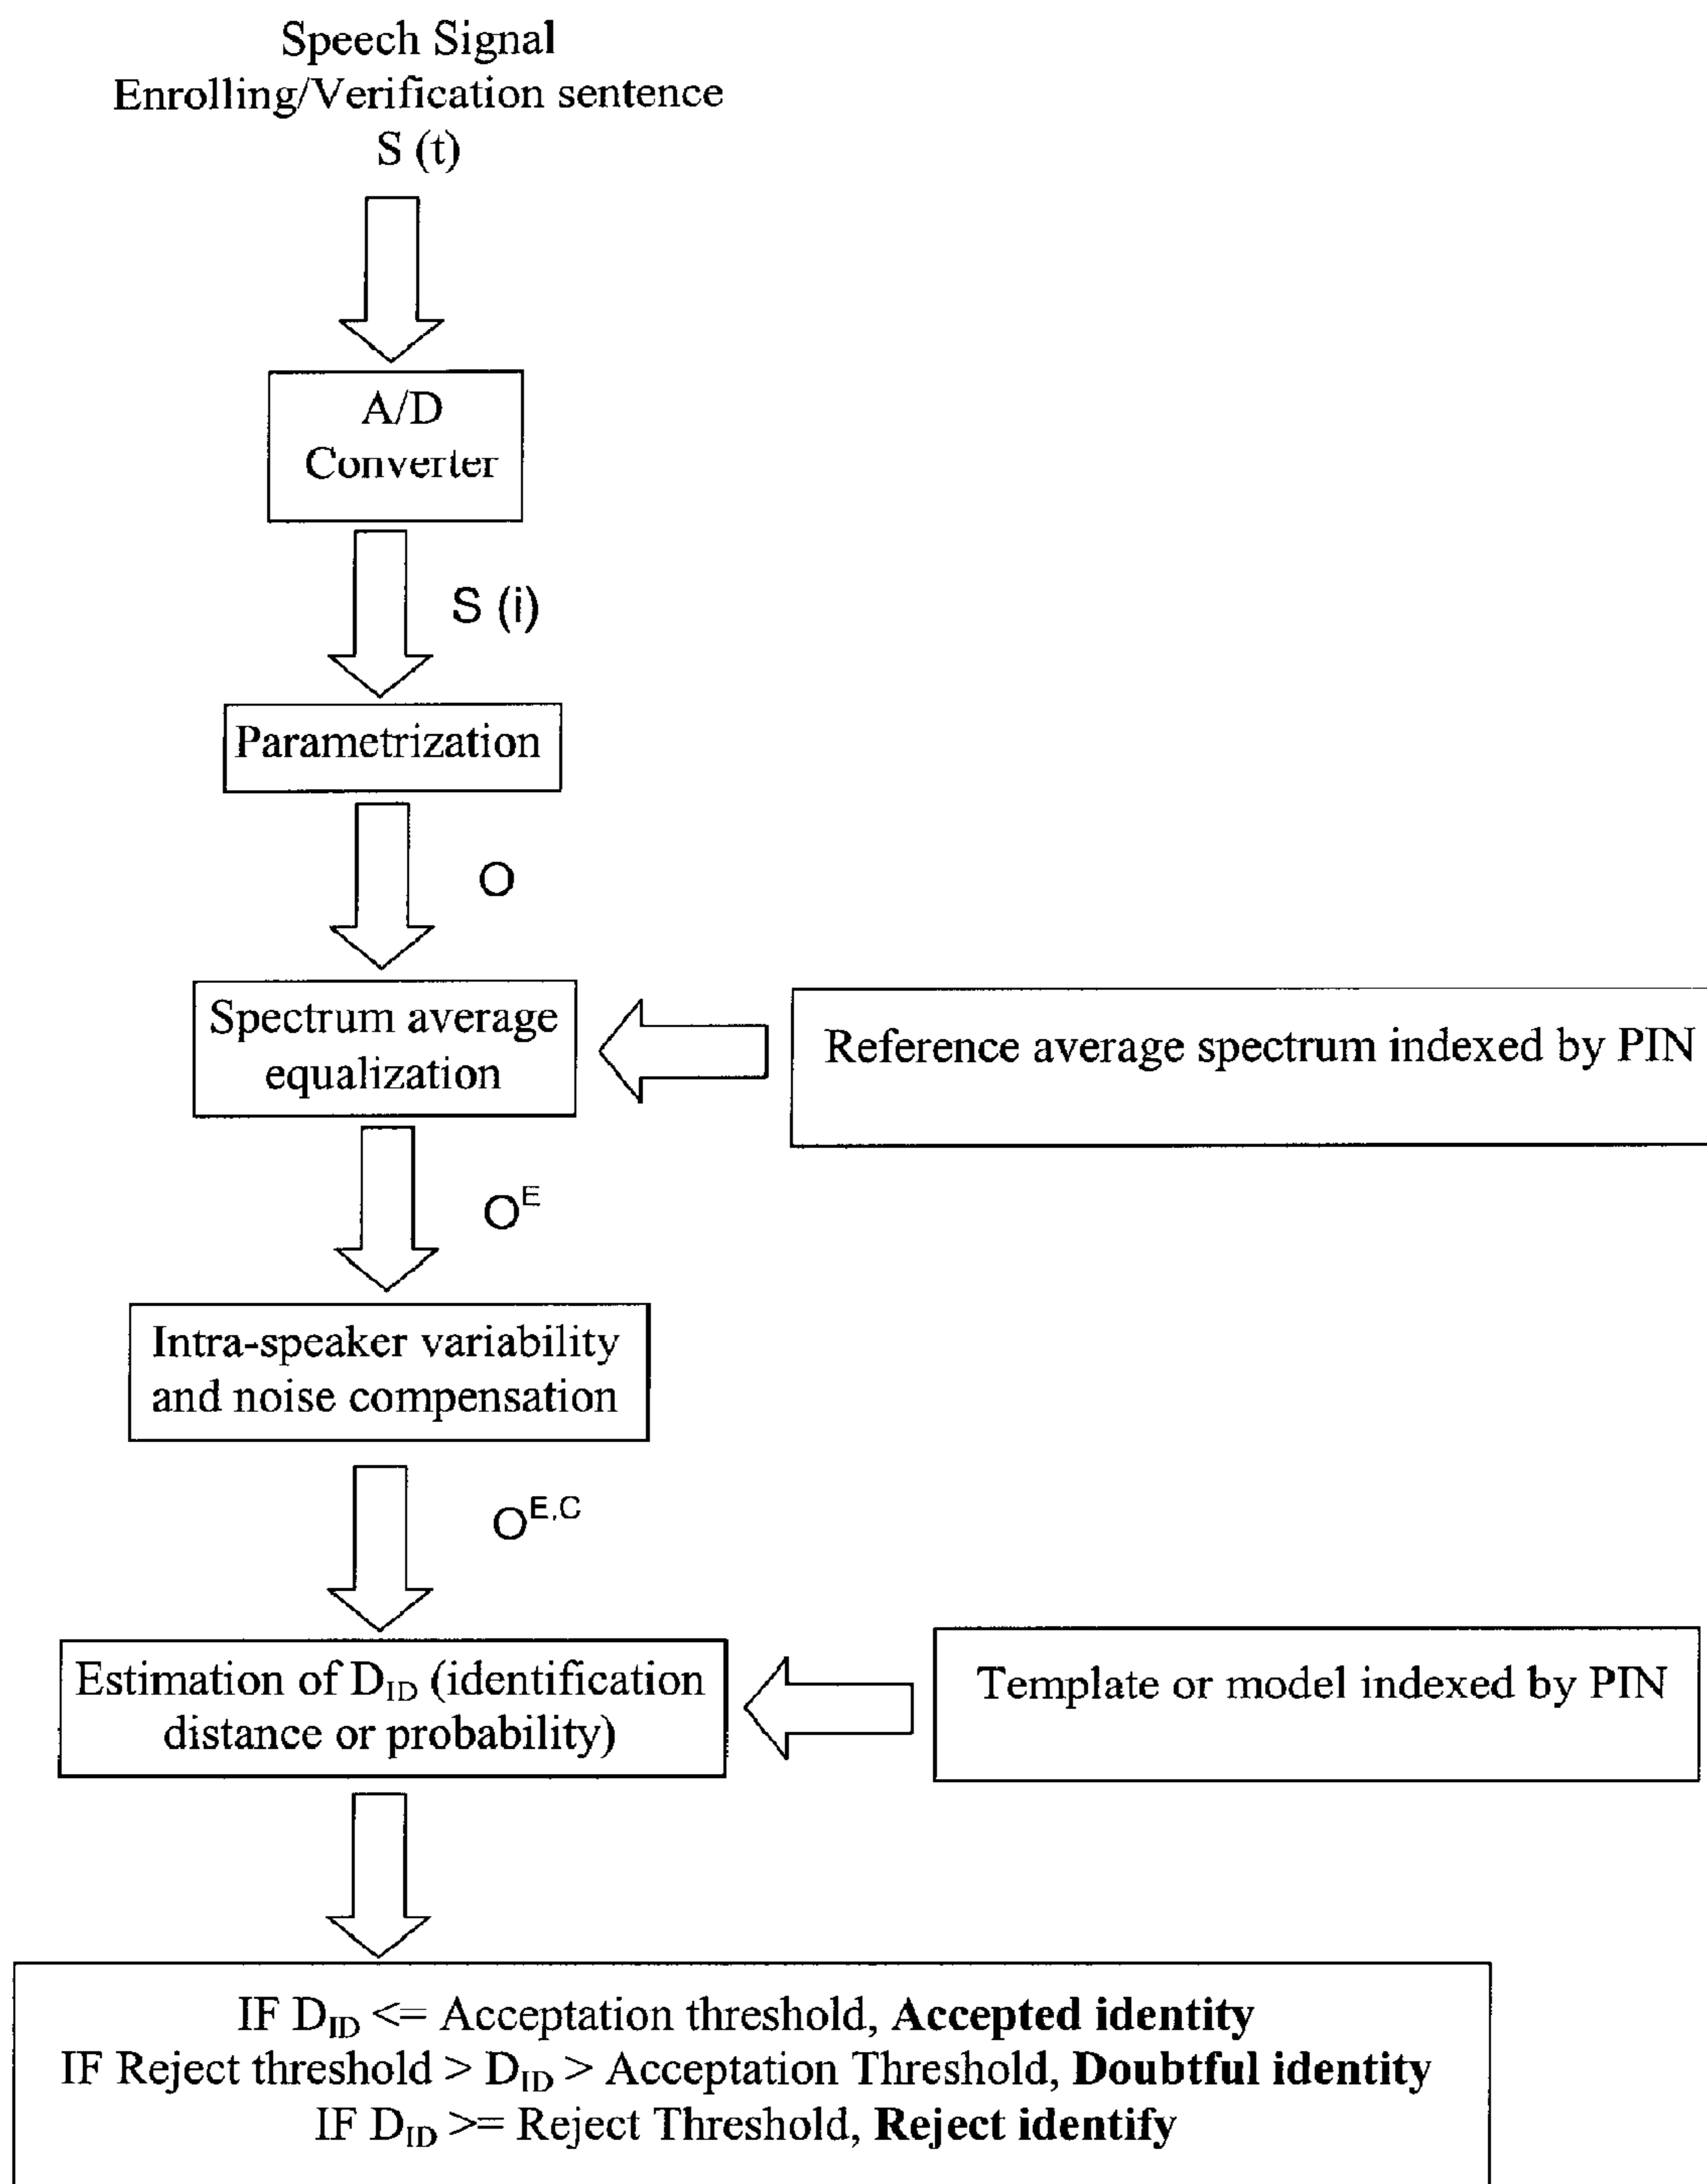 Speech Signal
Enrolling/Verification sentence
S (t)
A/D
Converter
S (i)
Parametrization
O
Spectrum average
equalization
Reference average spectrum indexed by PIN
O^E
Intra-speaker variability
and noise compensation
O^E,C
Estimation of D_ID (identification
distance or probability)
Template or model indexed by PIN
IF D_ID <= Acceptation threshold, Accepted identity
IF Reject threshold > D_ID > Acceptation Threshold, Doubtful identity
IF D_ID >= Reject Threshold, Reject identify